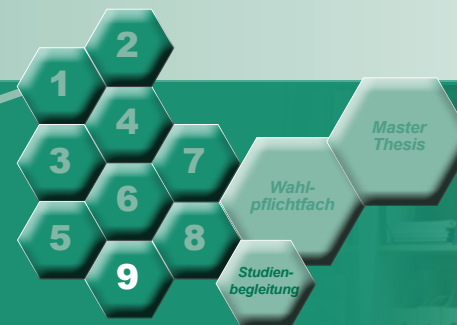 2
1
4
3
7
6
5
8
9
Master
Thesis
Wahl-
pflichtfach
Studien-
begleitung